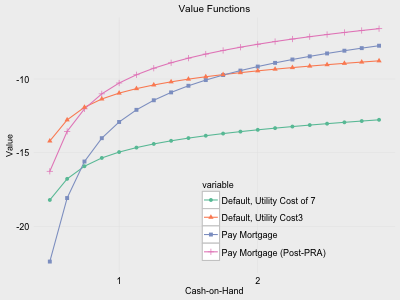 Value Functions
-10
-15
-20
Value
variable
Default, Utility Cost of 7
Default, Utility Cost3
Pay Mortgage
Pay Mortgage (Post-PRA)
1
2
Cash-on-Hand